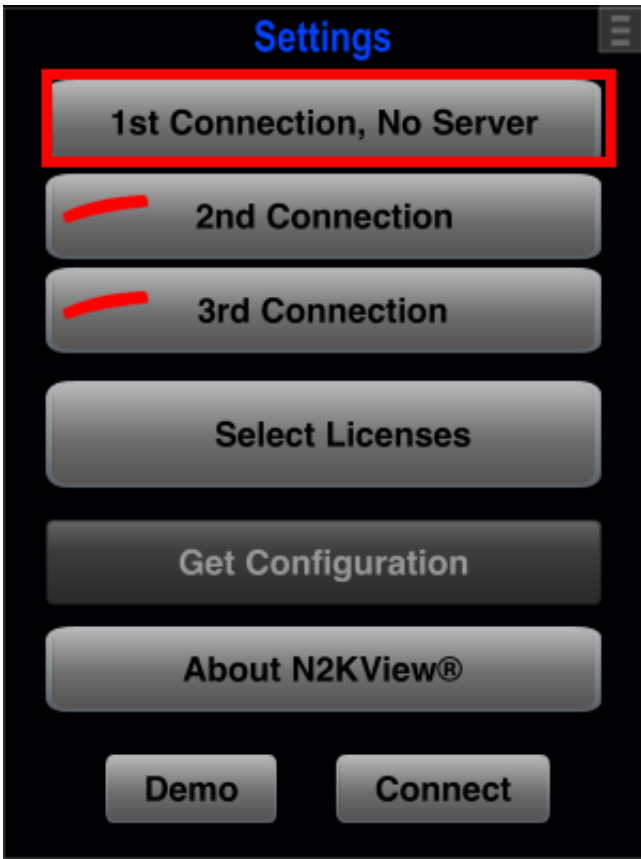 Settings
1st Connection, No Server
2nd Connection
3rd Connection
Select Licenses
Get Configuration
About N2KView®
Demo
Connect